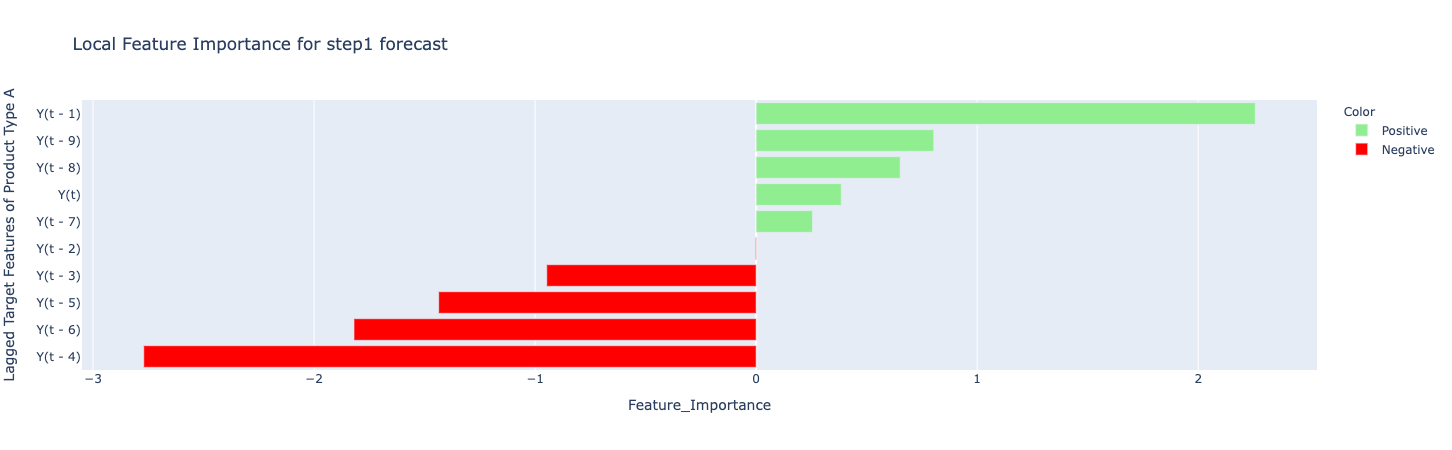 Local Feature Importance for step1 forecast
Lagged Target Features of Product Type A
Y(t - 1)
Y(t - 9)
Y(t - 8)
Y(t)
Y(t - 7)
Y(t - 2)
Y(t - 3)
Y(t - 5)
Y(t - 6)
Y(t - 4)
−3 −2 −1 0 1 2
Feature_Importance
Color
Positive
Negative